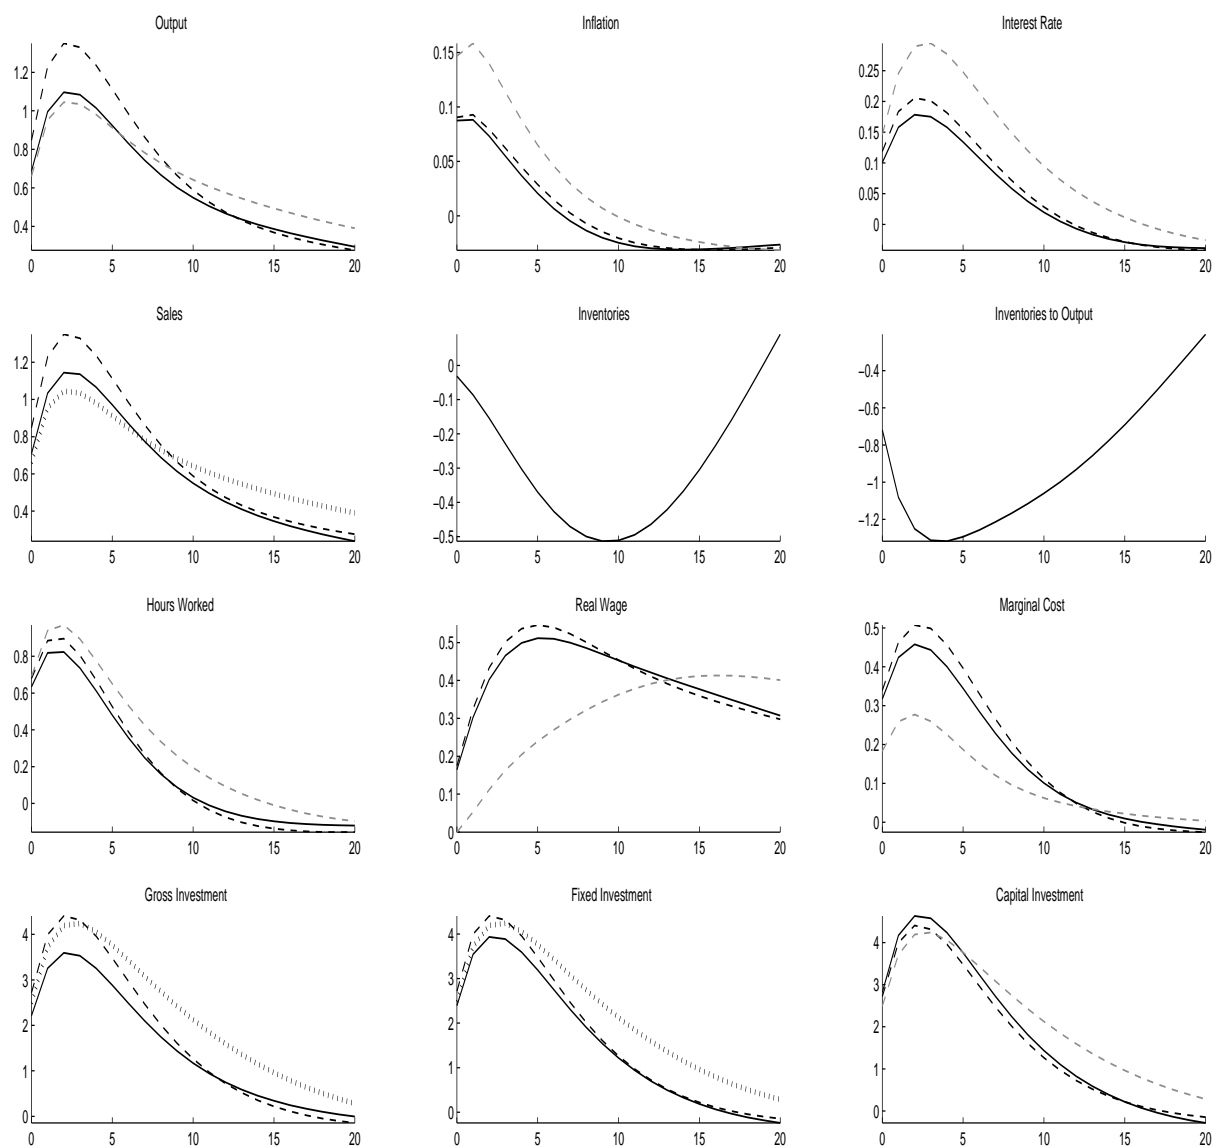 Output
Inflation
Interest Rate
1.2
1
0.8
0.6
0.4
0 5 10 15 20
0.15
0.1
0.05
0
0 5 10 15 20
0.25
0.2
0.15
0.1
0.05
0
0 5 10 15 20
Sales
Inventories
Inventories to Output
1.2
1
0.8
0.6
0.4
0 5 10 15 20
0
−0.1
−0.2
−0.3
−0.4
−0.5
0 5 10 15 20
−0.4
−0.6
−0.8
−1
−1.2
0 5 10 15 20
Hours Worked
Real Wage
Marginal Cost
0.8
0.6
0.4
0.2
0
0 5 10 15 20
0.5
0.4
0.3
0.2
0.1
0
0 5 10 15 20
0.5
0.4
0.3
0.2
0.1
0
0 5 10 15 20
Gross Investment
Fixed Investment
Capital Investment
4
3
2
1
0
0 5 10 15 20
4
3
2
1
0
0 5 10 15 20
4
3
2
1
0
0 5 10 15 20